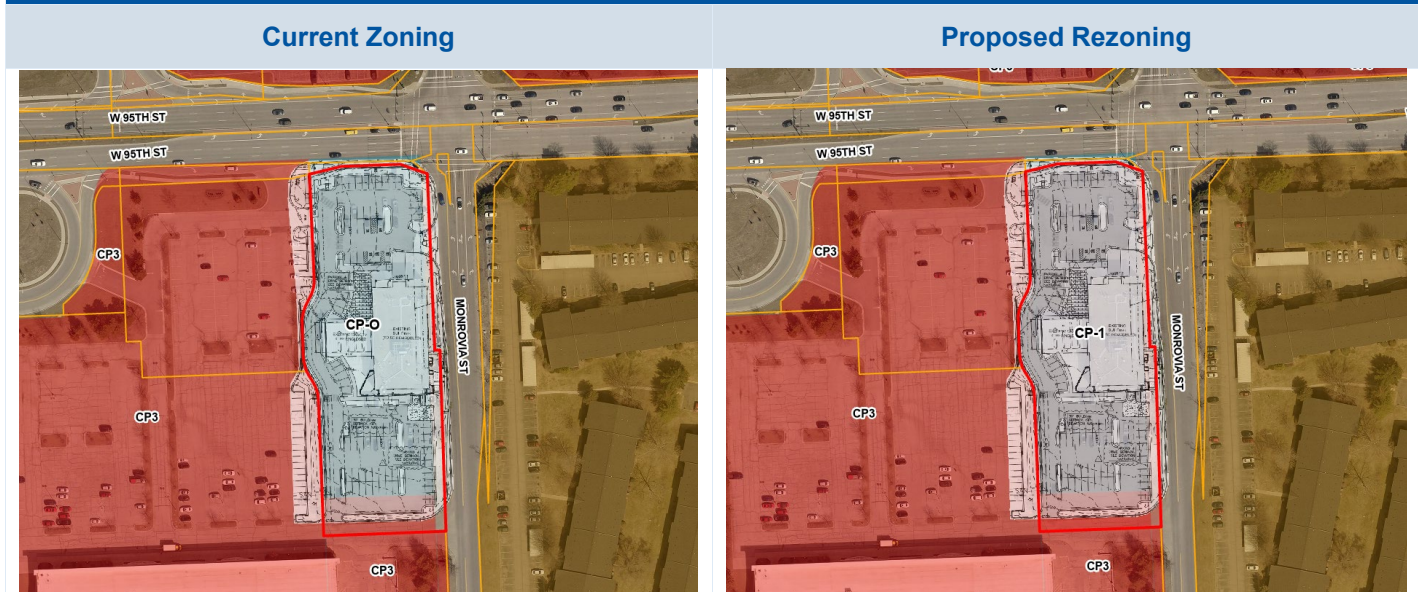 Current Zoning
Proposed Rezoning
W 95TH ST
W 95TH ST
CP3
CP-O
MONROVIA ST
CP3
CP3
W 95TH ST
W 95TH ST
CP3
CP-1
MONROVIA ST
CP3
CP3